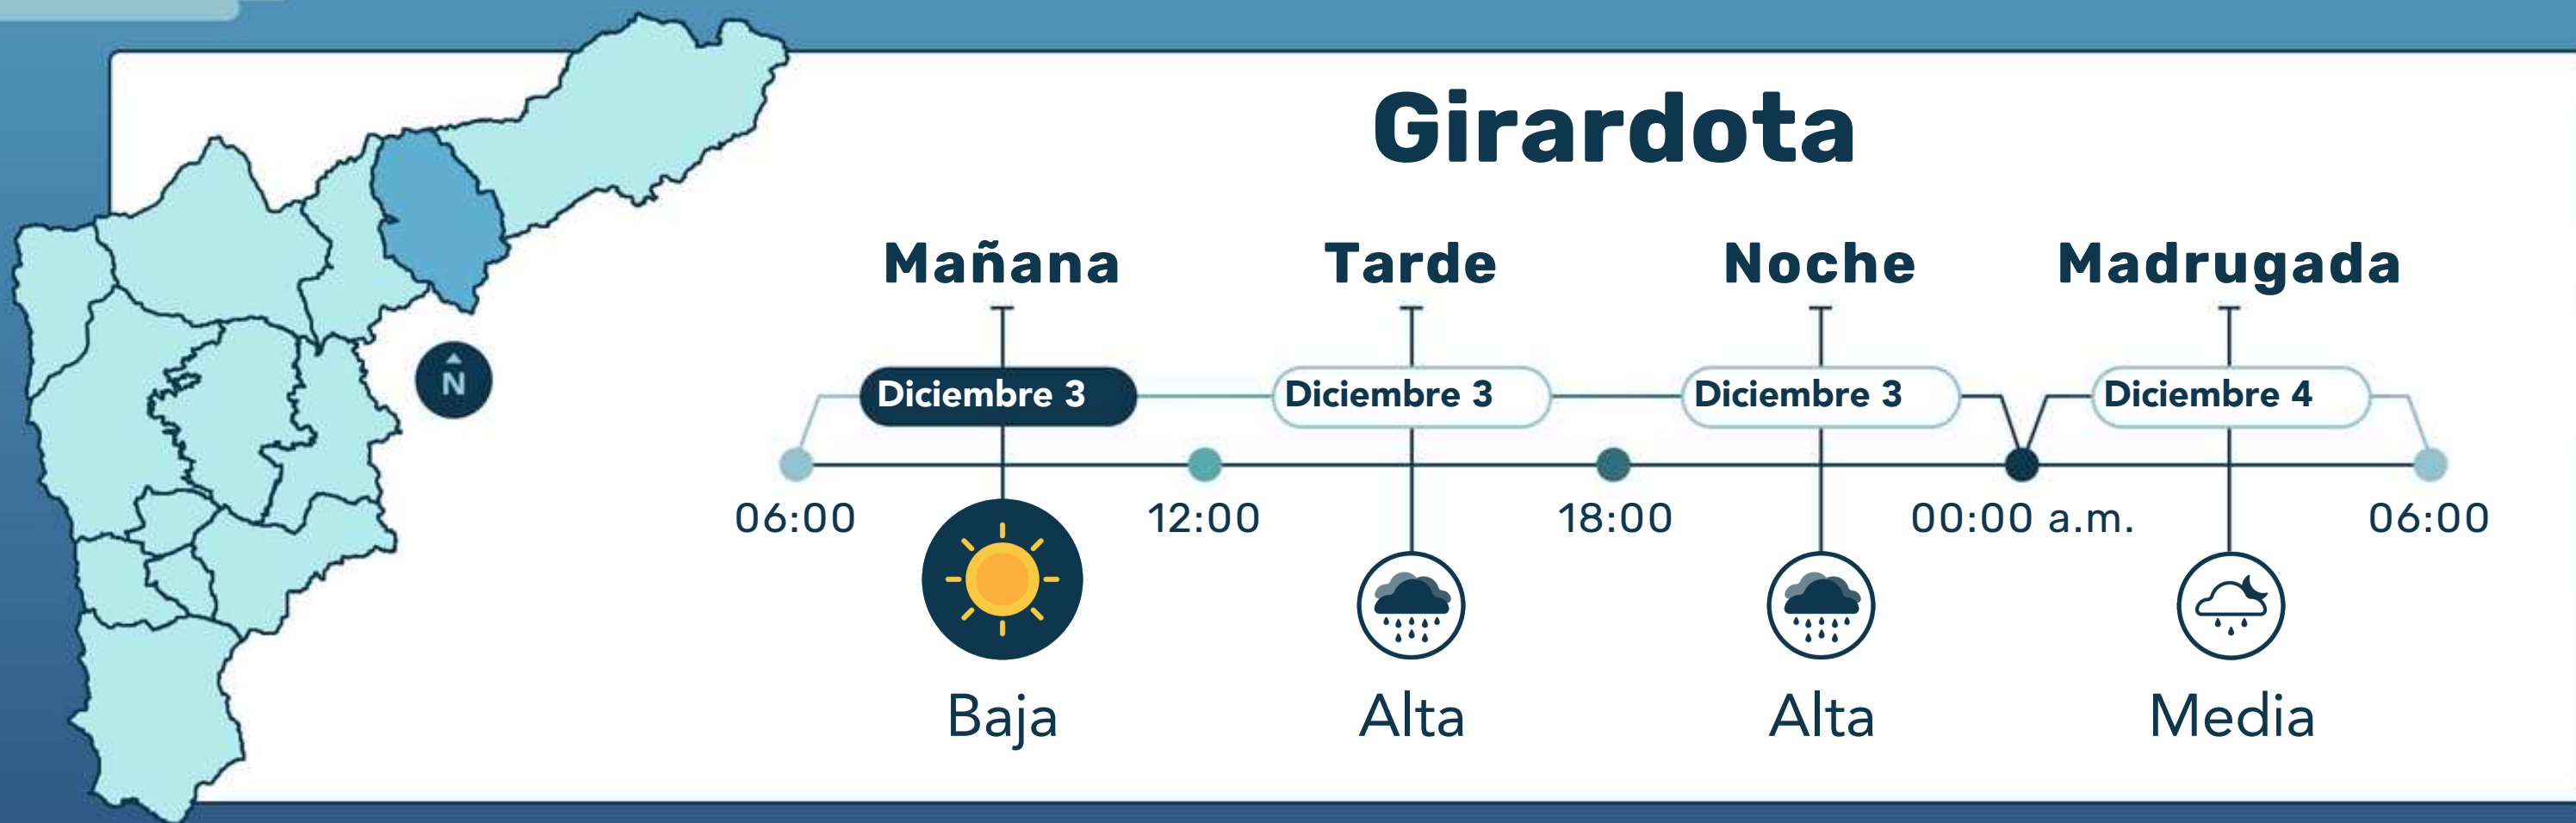 Girardota
Mañana Tarde Noche Madrugada
Diciembre 3 Diciembre 3 Diciembre 3 Diciembre 4
N
06:00 12:00 18:00 00:00 a.m. 06:00
Baja Alta Alta Media